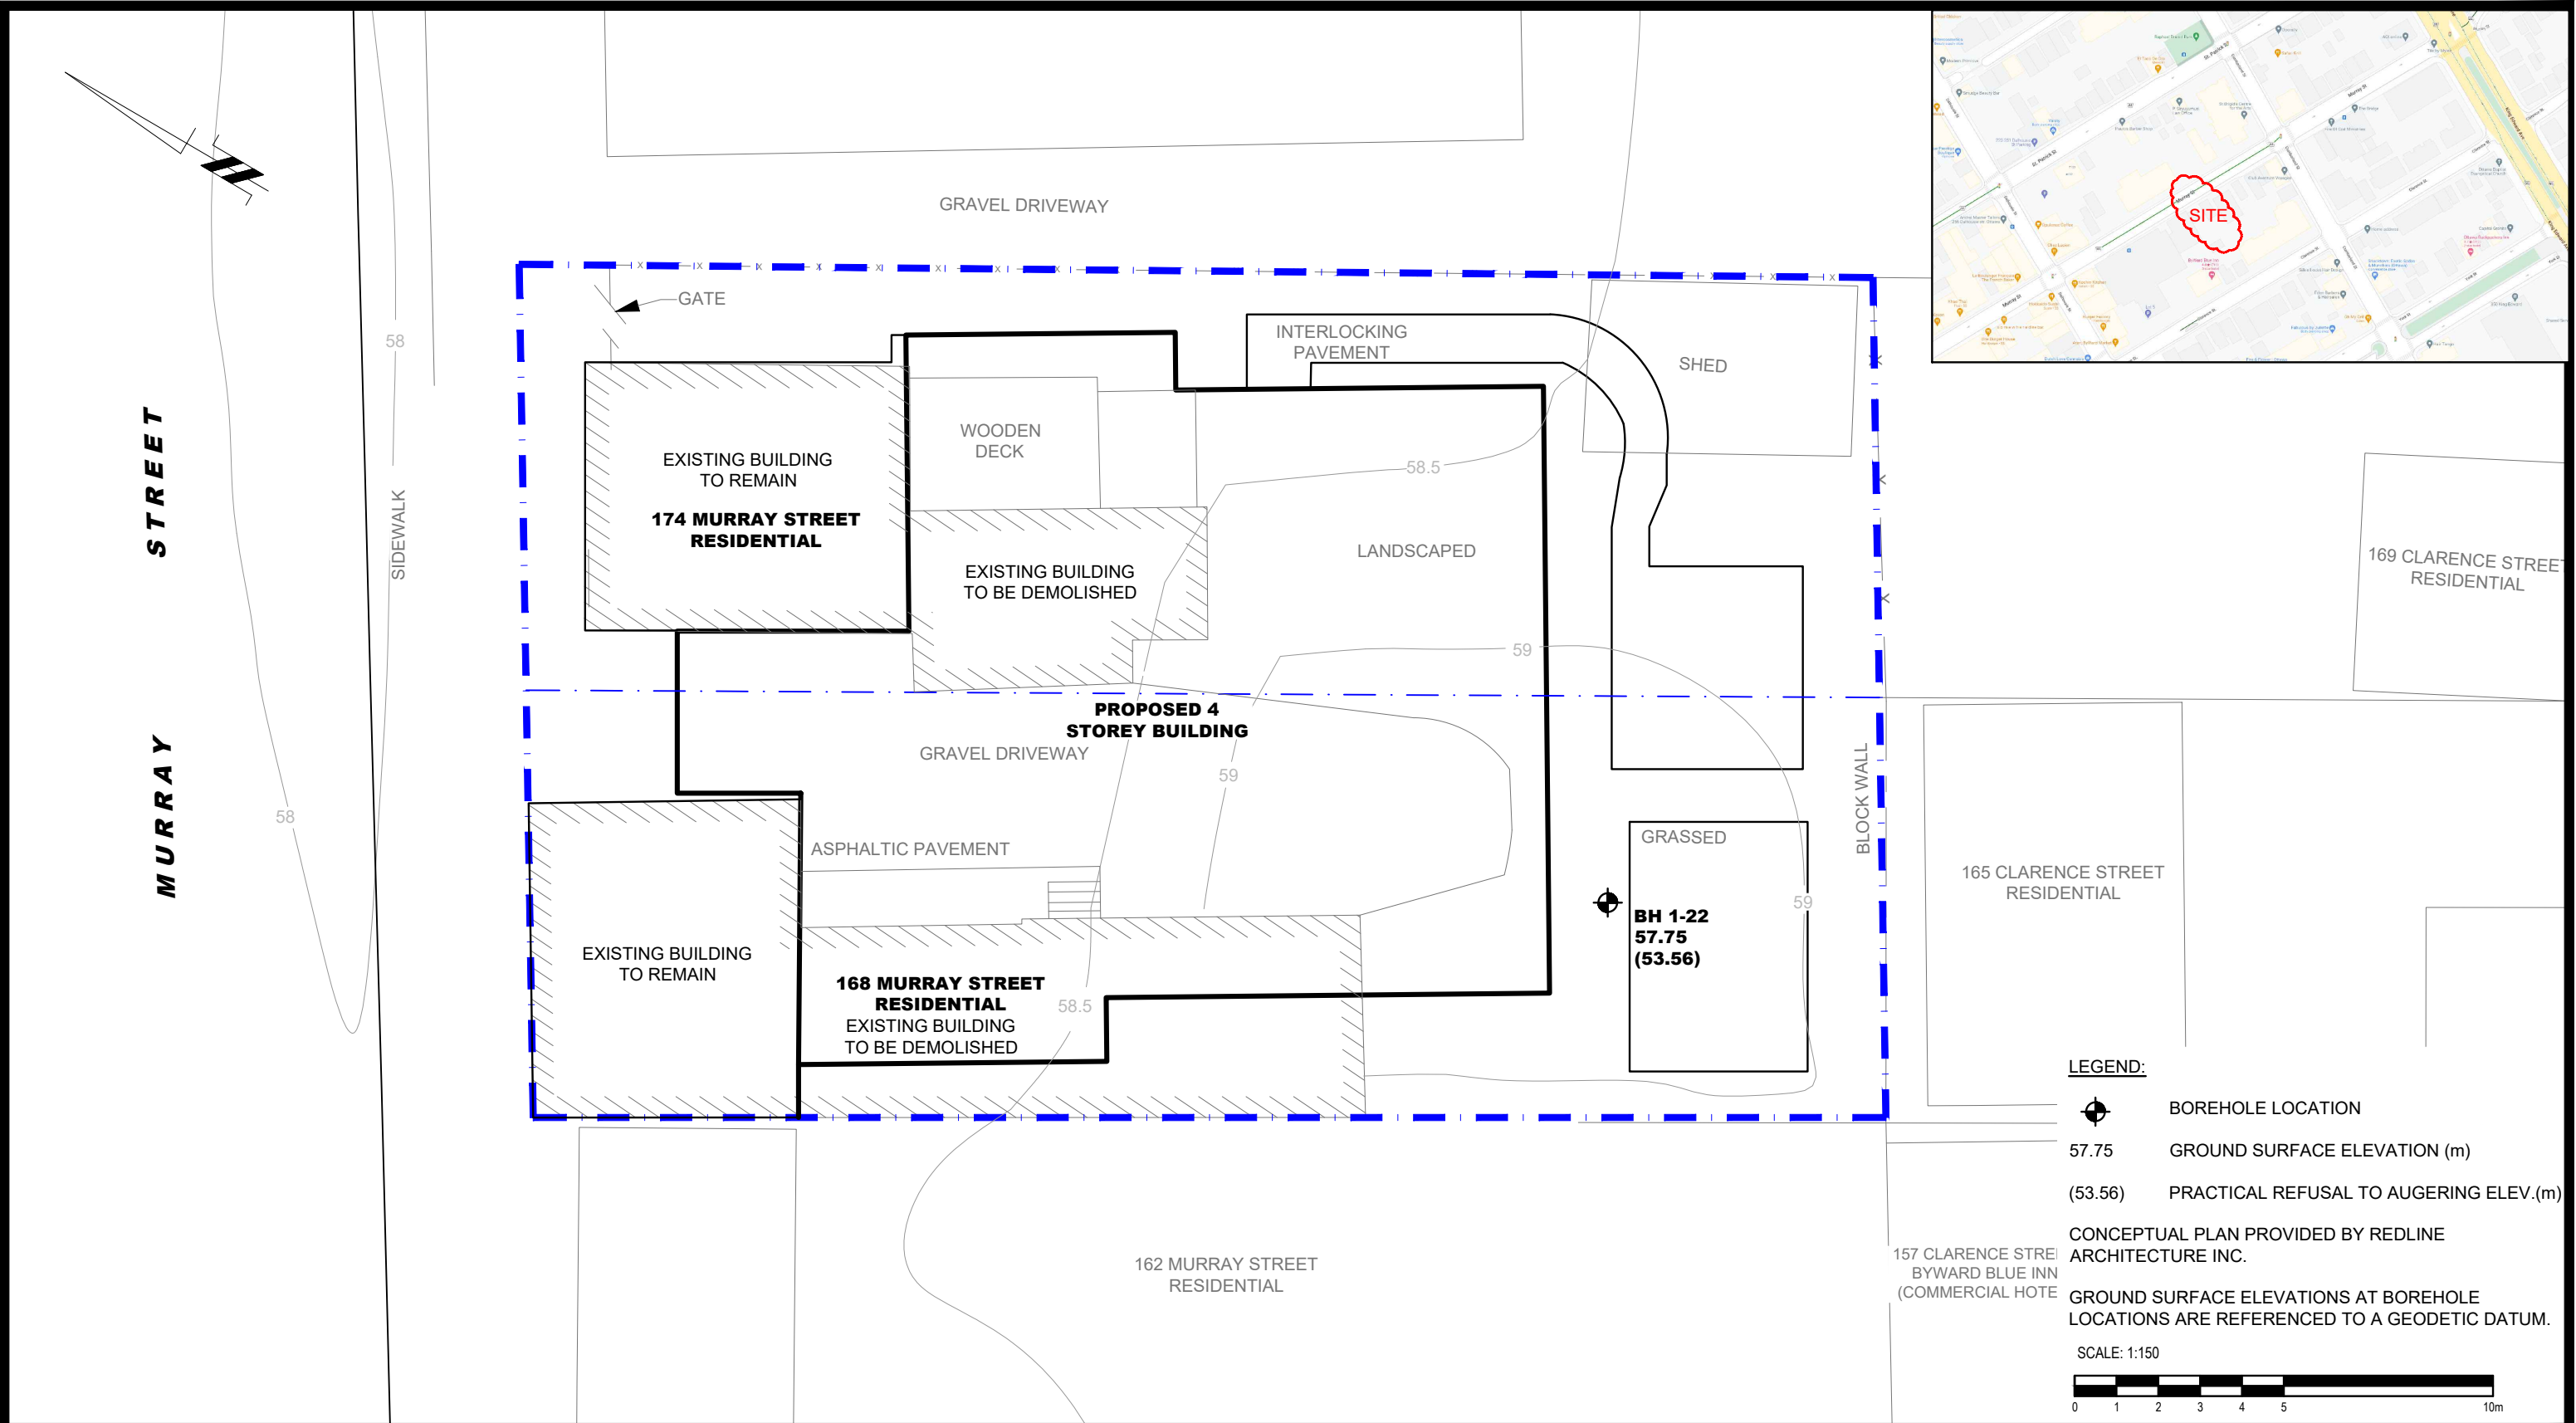 GRAVEL DRIVEWAY
SITE
GATE
58
INTERLOCKING
PAVEMENT
SHED
WOODEN
DECK
EXISTING BUILDING
TO REMAIN
174 MURRAY STREET
RESIDENTIAL
58.5
SIDEWALK
MURRAY STREET
LANDSCAPED
EXISTING BUILDING
TO BE DEMOLISHED
169 CLARENCE STREET
RESIDENTIAL
59
PROPOSED 4
STOREY BUILDING
GRAVEL DRIVEWAY
59
58
BLOCK WALL
GRASSED
ASPHALTIC PAVEMENT
165 CLARENCE STREET
RESIDENTIAL
59
BH 1-22
57.75
(53.56)
EXISTING BUILDING
TO REMAIN
168 MURRAY STREET
RESIDENTIAL
EXISTING BUILDING
TO BE DEMOLISHED
58.5
162 MURRAY STREET
RESIDENTIAL
157 CLARENCE STRE
BYWARD BLUE INN
(COMMERCIAL HOTE
LEGEND:
BOREHOLE LOCATION
57.75 GROUND SURFACE ELEVATION (m)
(53.56) PRACTICAL REFUSAL TO AUGERING ELEV.(m)
CONCEPTUAL PLAN PROVIDED BY REDLINE
ARCHITECTURE INC.
GROUND SURFACE ELEVATIONS AT BOREHOLE
LOCATIONS ARE REFERENCED TO A GEODETIC DATUM.
SCALE: 1:150
0 1 2 3 4 5 10m